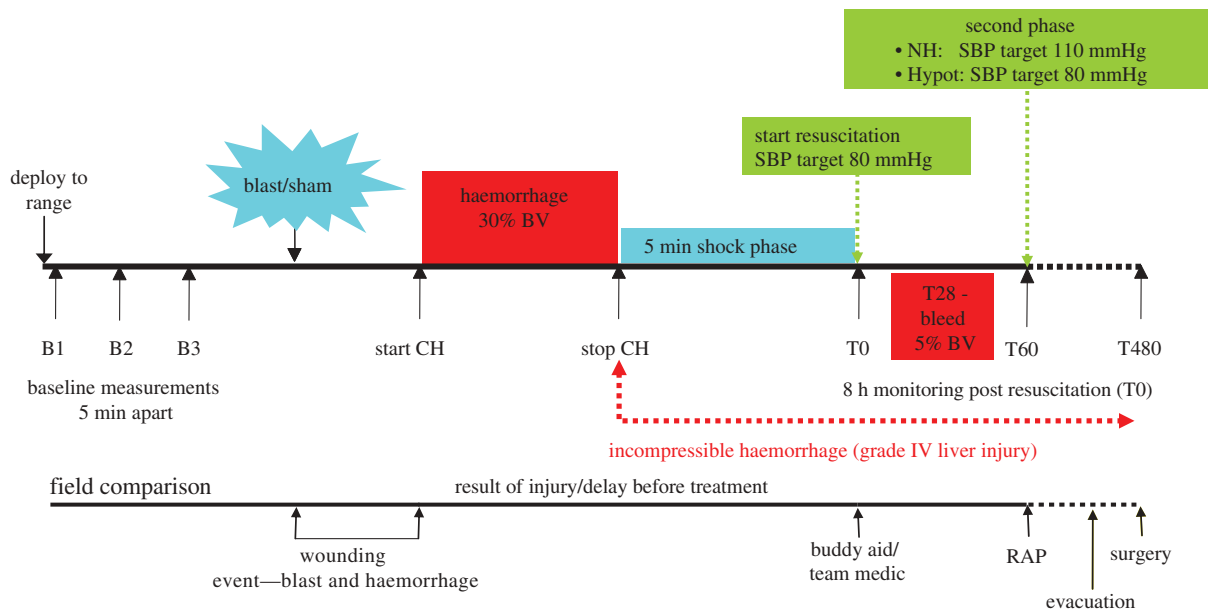 second phase
• NH: SBP target 110 mmHg
• Hypot: SBP target 80 mmHg
start resuscitation
SBP target 80 mmHg
deploy to
range
blast/sham
haemorrhage
30% BV
5 min shock phase
T28 -
bleed
5% BV
B1
B2
B3
start CH
stop CH
T0
T60
T480
baseline measurements
5 min apart
8 h monitoring post resuscitation (T0)
incompressible haemorrhage (grade IV liver injury)
field comparison
result of injury/delay before treatment
wounding
event—blast and haemorrhage
buddy aid/
team medic
RAP
surgery
evacuation